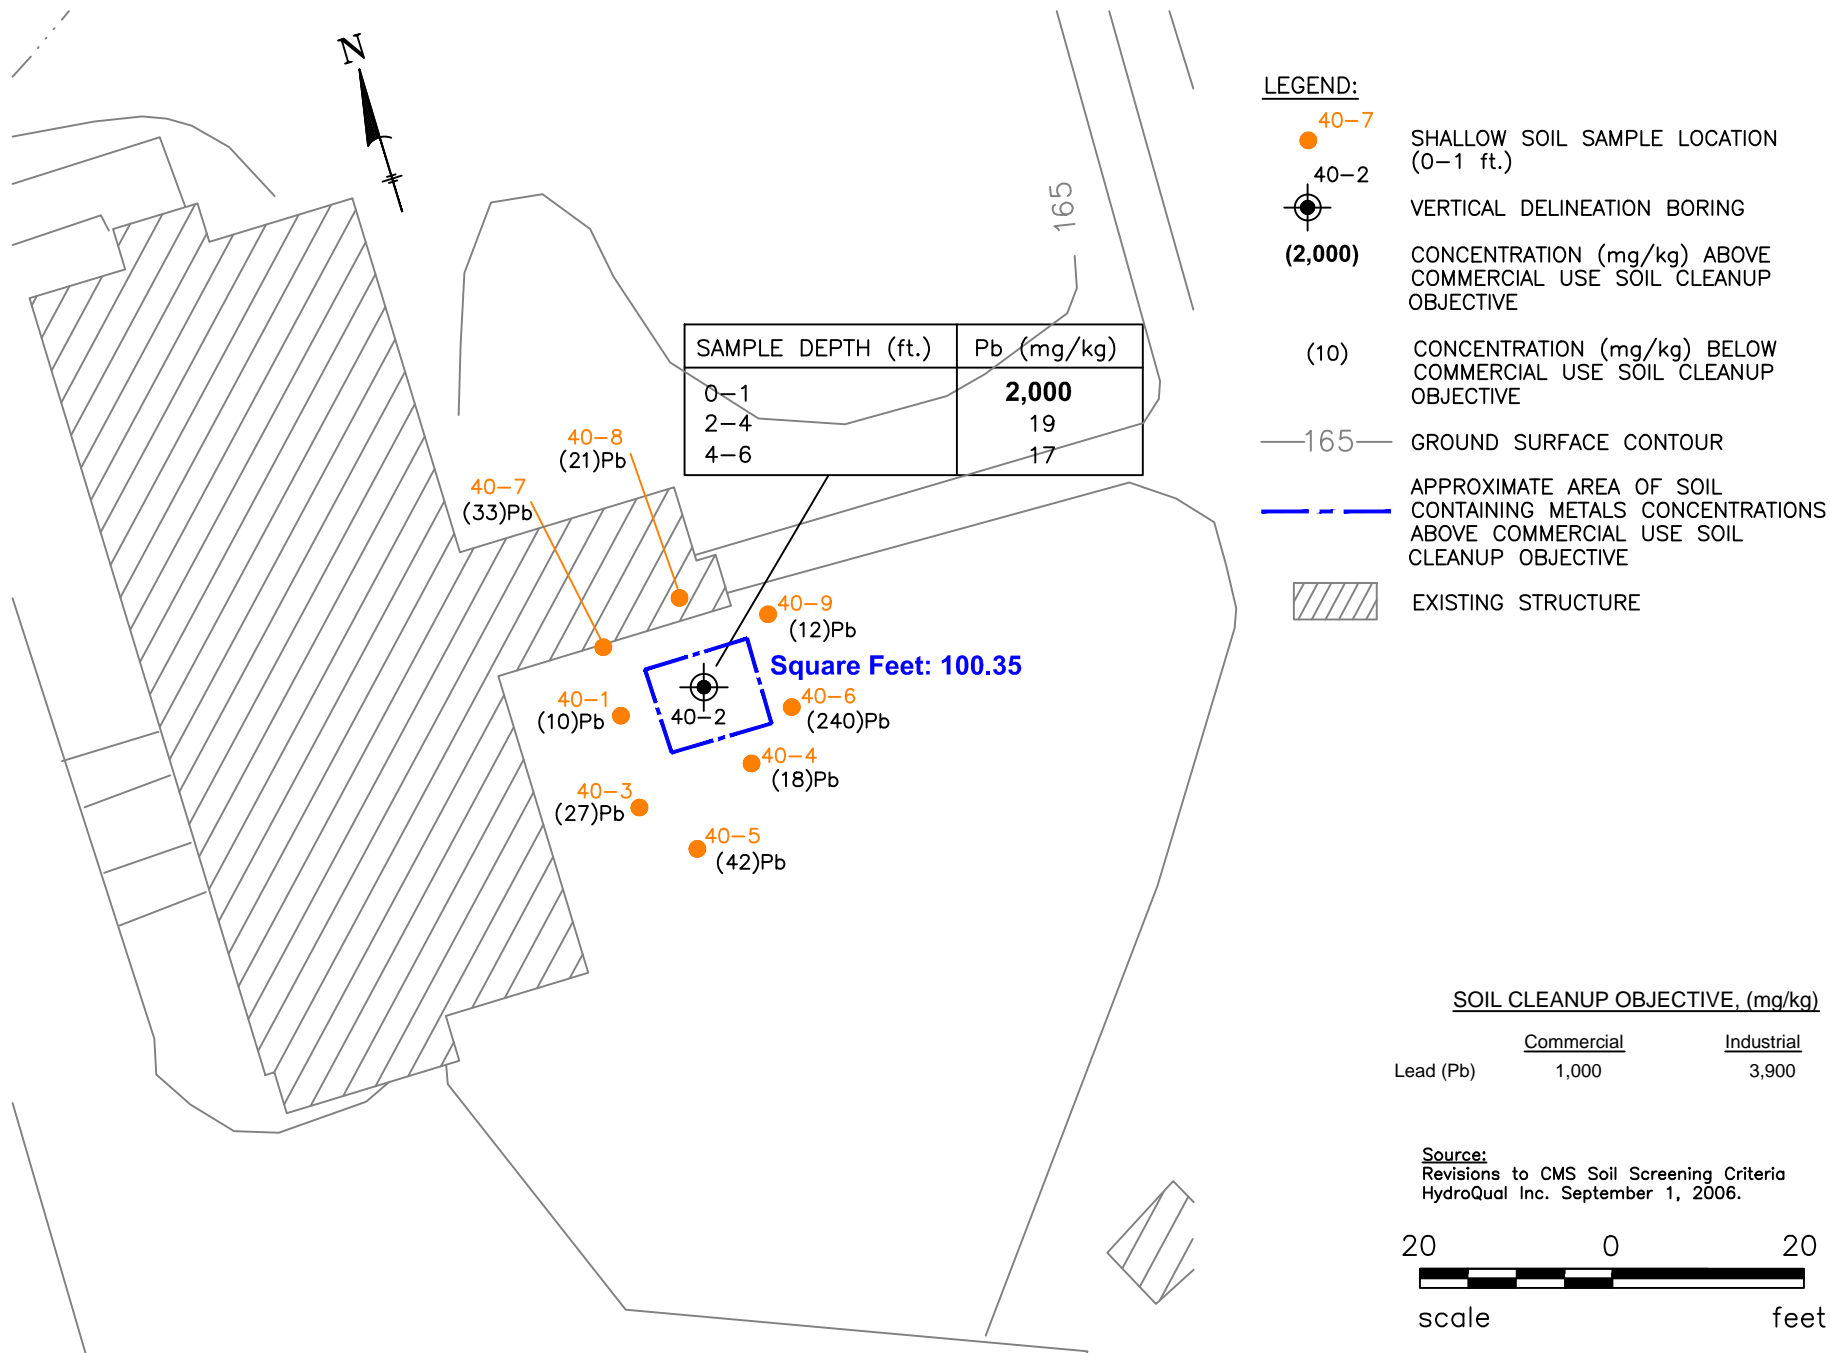 N
165
SAMPLE DEPTH (ft.) Pb (mg/kg)
0-1 2,000
2-4 19
4-6 17
40-8
(21)Pb
40-7
(33)Pb
40-9
(12)Pb
Square Feet: 100.35
40-1
(10)Pb
40-2
40-6
(240)Pb
40-4
(18)Pb
40-3
(27)Pb
40-5
(42)Pb
LEGEND:
40-7
SHALLOW SOIL SAMPLE LOCATION
(0-1 ft.)
40-2
VERTICAL DELINEATION BORING
(2,000) CONCENTRATION (mg/kg) ABOVE
COMMERCIAL USE SOIL CLEANUP
OBJECTIVE
(10) CONCENTRATION (mg/kg) BELOW
COMMERCIAL USE SOIL CLEANUP
OBJECTIVE
165 GROUND SURFACE CONTOUR
APPROXIMATE AREA OF SOIL
CONTAINING METALS CONCENTRATIONS
ABOVE COMMERCIAL USE SOIL
CLEANUP OBJECTIVE
EXISTING STRUCTURE
SOIL CLEANUP OBJECTIVE, (mg/kg)
Commercial Industrial
Lead (Pb) 1,000 3,900
Source:
Revisions to CMS Soil Screening Criteria
HydroQual Inc. September 1, 2006.
20 0 20
scale feet